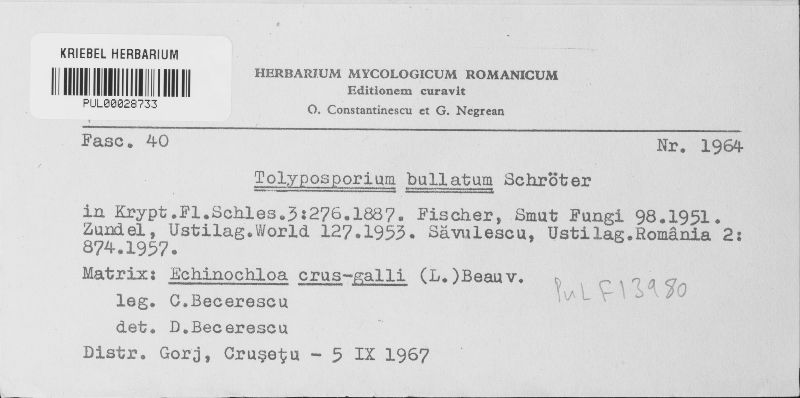 KRIEBEL HERBARIUM
PUL00028733
HERBARIUM MYCOLOGICUM ROMANICUM
Editionem curavit
O. Constantinescu et G. Negrean
Fasc. 40
Nr. 1964
Tolyposporium bullatum Schröter
in Krypt.Fl.Schles.3:276.1887. Fischer, Smut Fungi 98.1951.
Zundel, Ustilag.World 127.1953. Săvulescu, Ustilag.România 2:
874.1957.
Matrix: Echinochloa crus-galli (L.)Beauv.
PuL F13980
leg. C.Becerescu
det. D.Becerescu
Distr. Gorj, Cruşeţu - 5 IX 1967